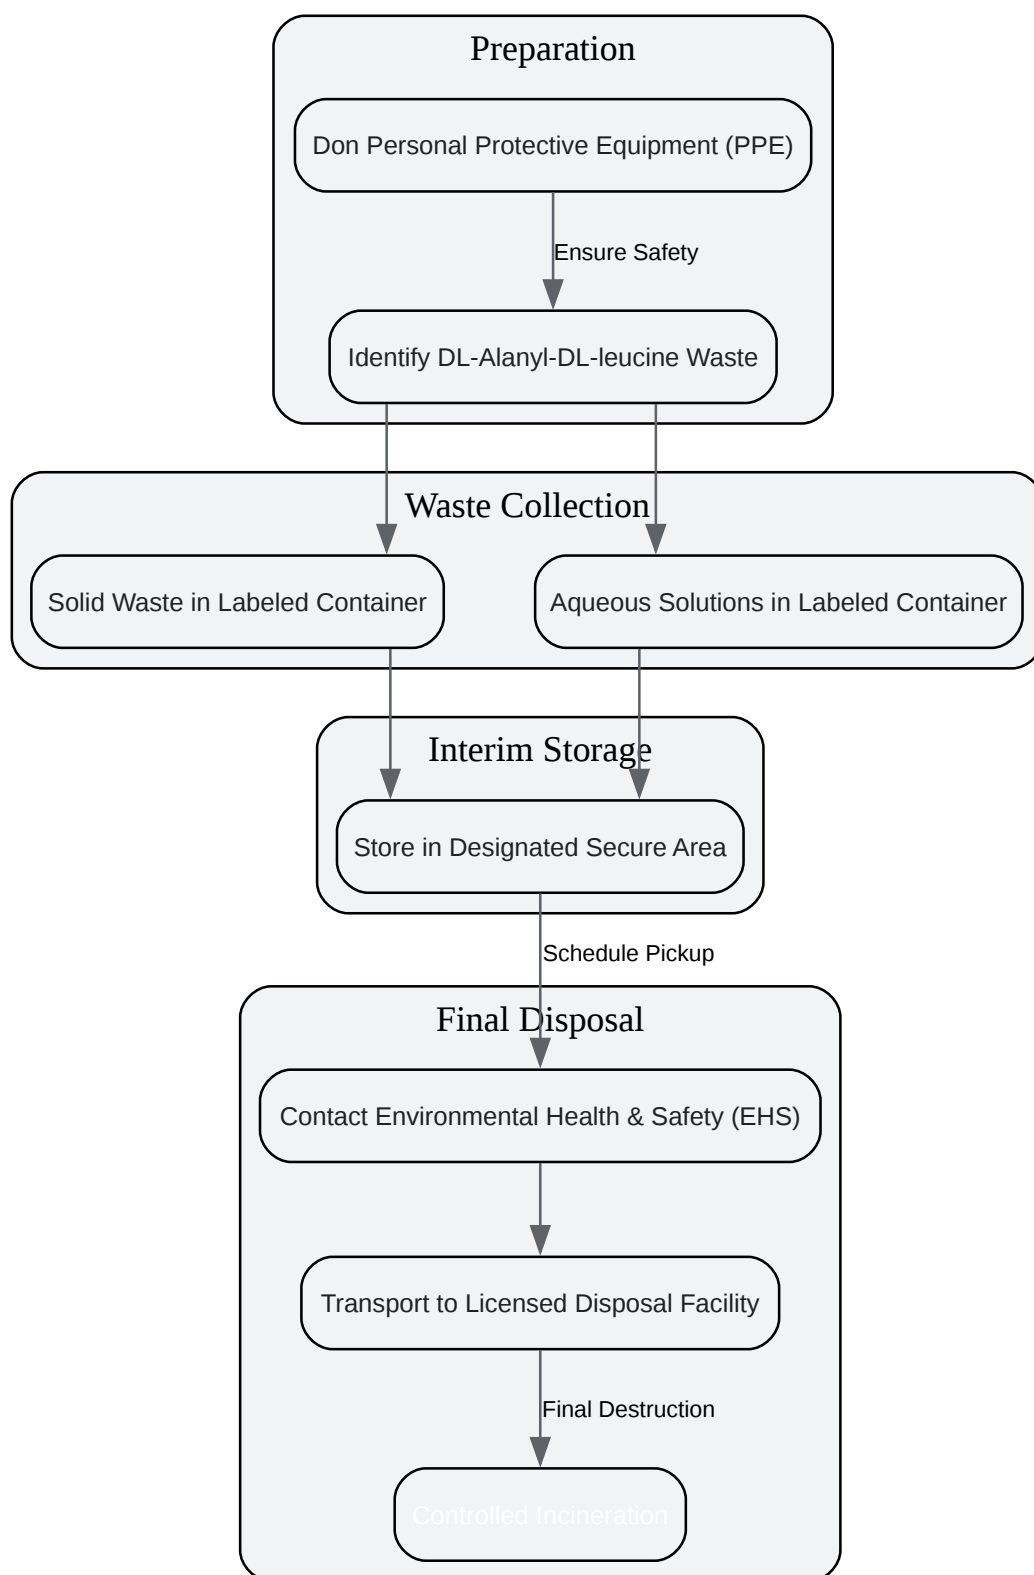 Preparation
Don Personal Protective Equipment (PPE)
Ensure Safety
Identify DL-Alanyl-DL-leucine Waste
Waste Collection
Solid Waste in Labeled Container
Aqueous Solutions in Labeled Container
Interim Storage
Store in Designated Secure Area
Schedule Pickup
Final Disposal
Contact Environmental Health & Safety (EHS)
Transport to Licensed Disposal Facility
Final Destruction
Controlled Incineration